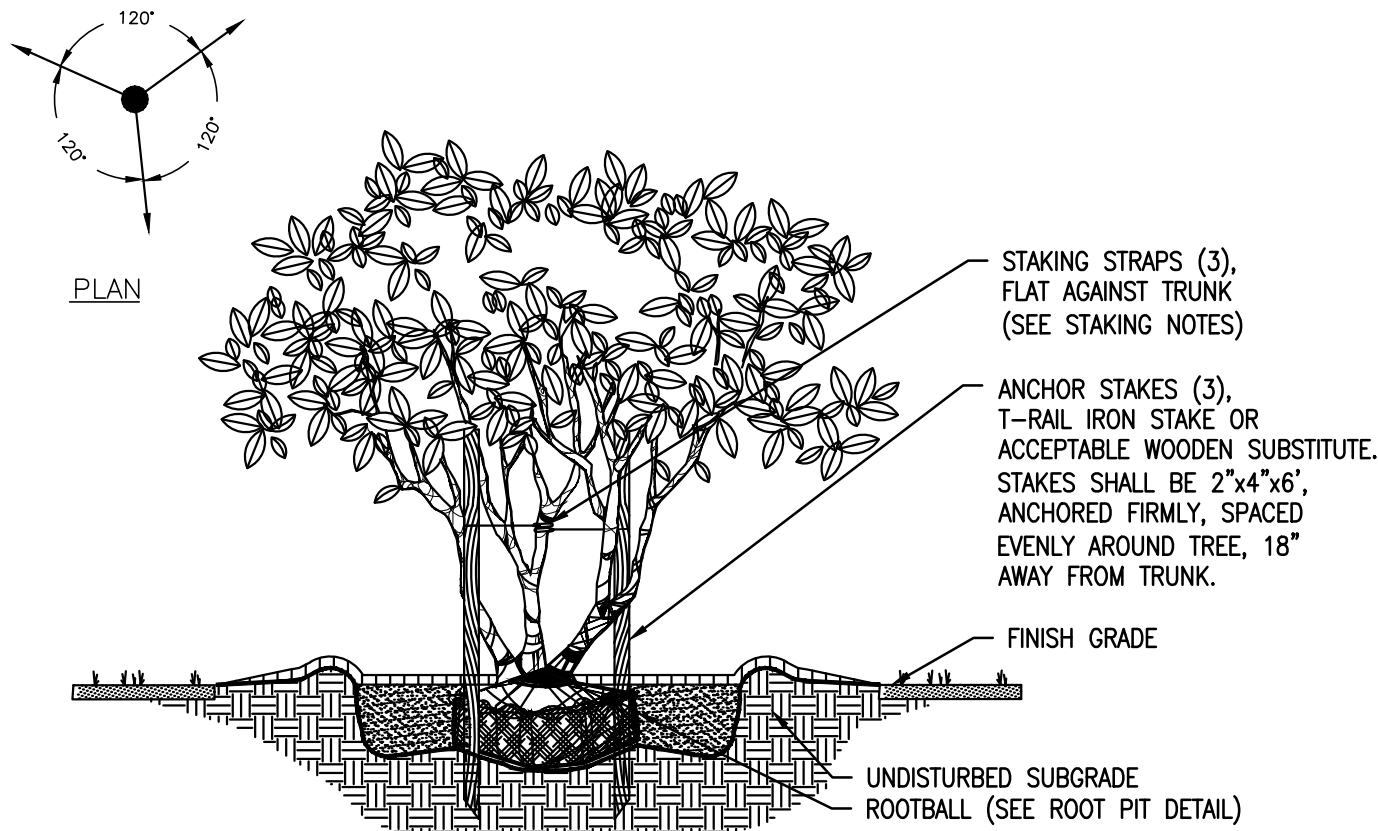 120°
120°
120°
PLAN
STAKING STRAPS (3),
FLAT AGAINST TRUNK
(SEE STAKING NOTES)
ANCHOR STAKES (3),
T-RAIL IRON STAKE OR
ACCEPTABLE WOODEN SUBSTITUTE.
STAKES SHALL BE 2"x4"x6',
ANCHORED FIRMLY, SPACED
EVENLY AROUND TREE, 18"
AWAY FROM TRUNK.
FINISH GRADE
UNDISTURBED SUBGRADE
ROOTBALL (SEE ROOT PIT DETAIL)